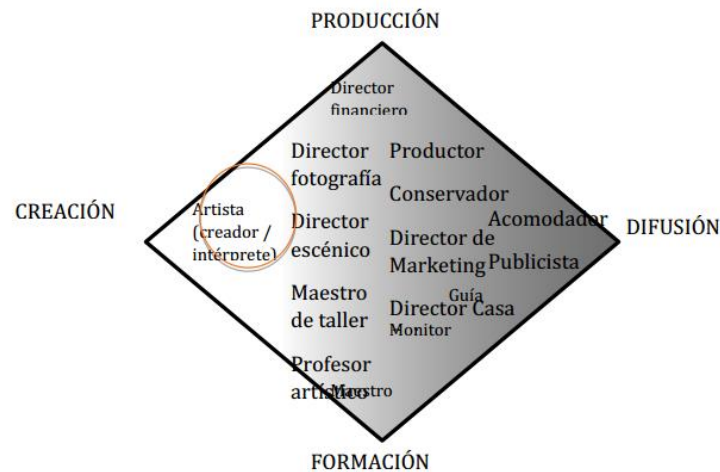 PRODUCCIÓN
Director
financiero
Director
fotografía
Productor
Conservador
CREACIÓN
Artista
(creador /
intérprete)
Director
escénico
Acomodador
DIFUSIÓN
Director de
Marketing
Publicista
Maestro
de taller
Guía
Director Casa
Monitor
Profesor
artístico
Maestro
FORMACIÓN